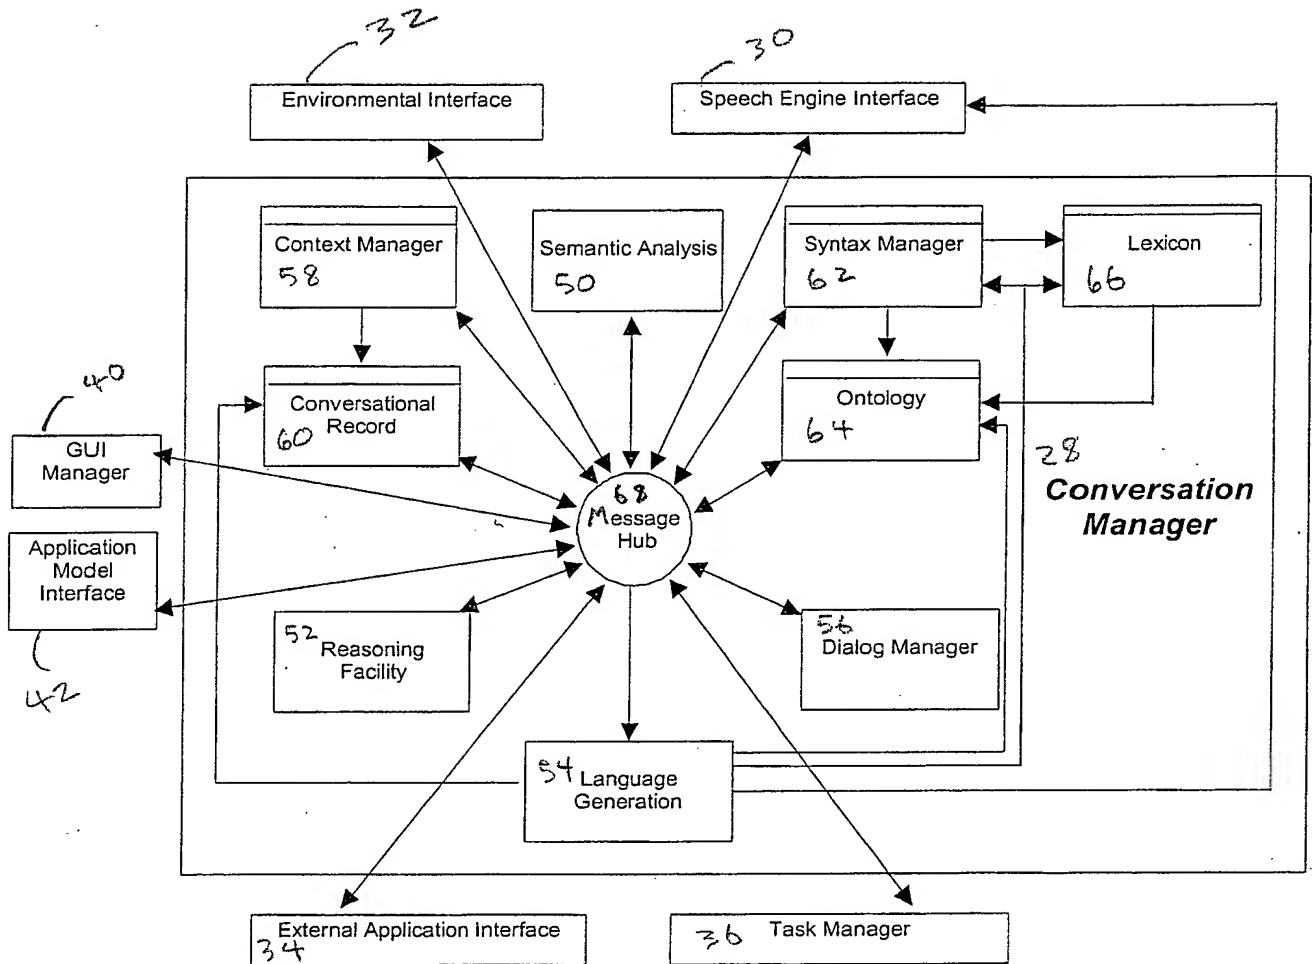 32
30
Environmental Interface
Speech Engine Interface
Context Manager
58
Semantic Analysis
50
Syntax Manager
62
Lexicon
66
40
GUI
Manager
Conversational
Record
60
Ontology
64
28
Conversation
Manager
68
Message
Hub
Application
Model
Interface
42
52
Reasoning
Facility
56
Dialog Manager
54
Language
Generation
External Application Interface
34
36
Task Manager